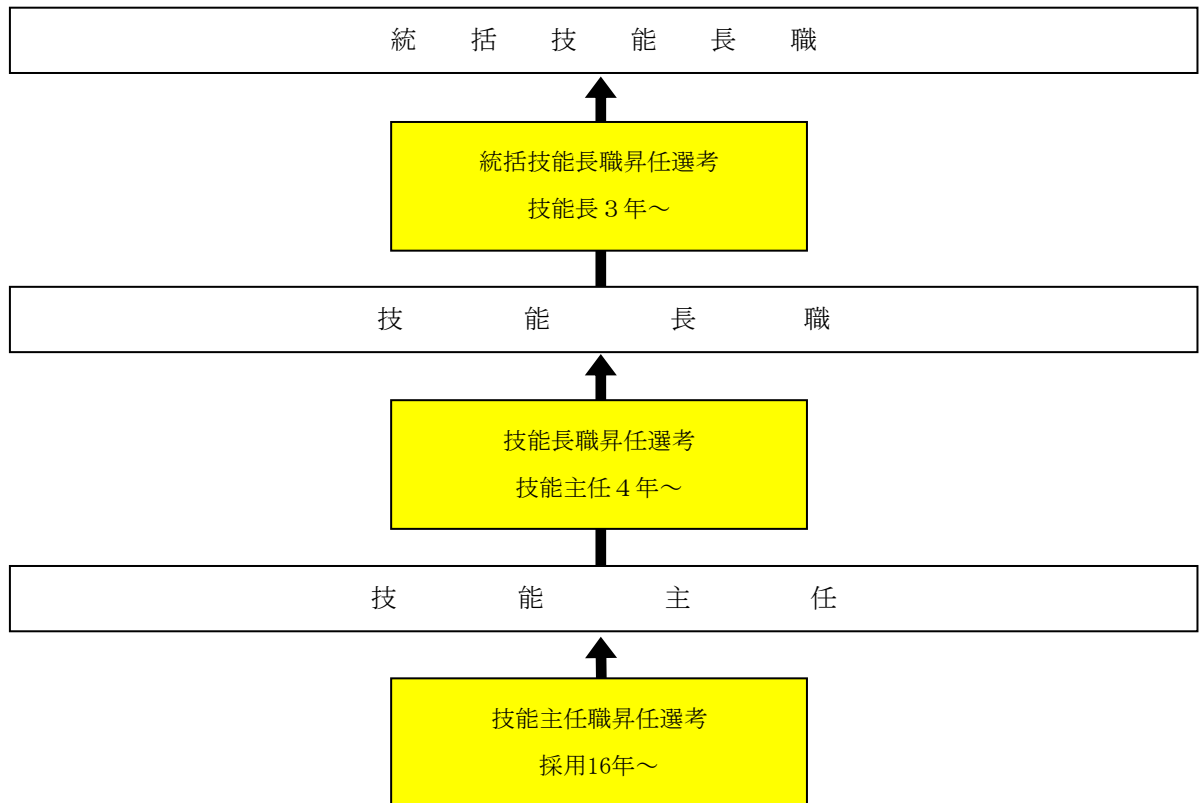 統括技能長職
統括技能長職昇任選考
技能長３年～
技能長職
技能長職昇任選考
技能主任４年～
技能主任
技能主任職昇任選考
採用16年～